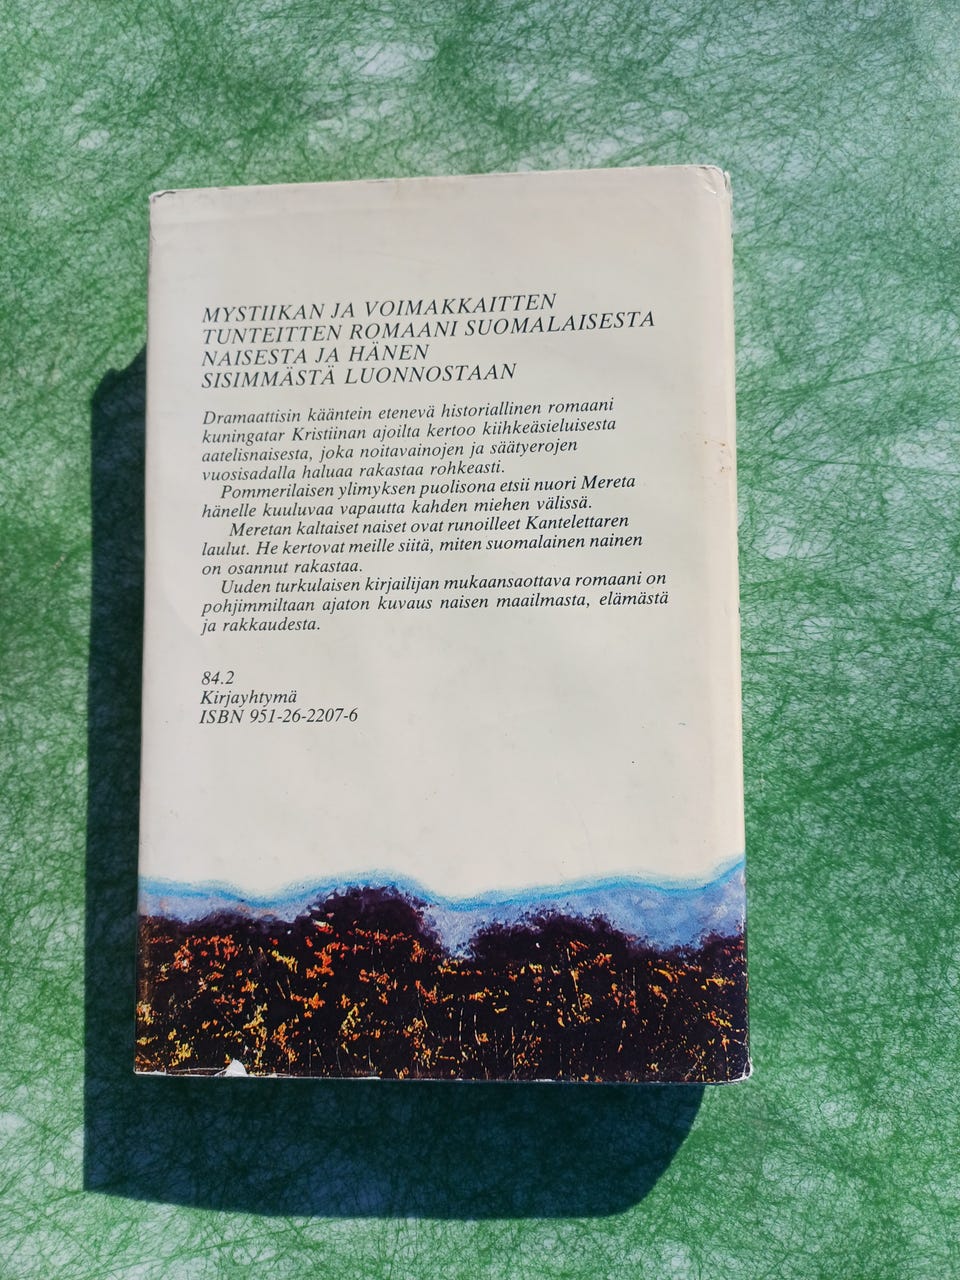 MYSTIIKAN JA VOIMAKKAITTEN
TUNTEITTEN ROMAANI SUOMALAISESTA
NAISESTA JA HÄNEN
SISIMMÄSTÄ LUONNOSTAAN
Dramaattisin kääntein etenevä historiallinen romaani
kuningatar Kristiinan ajoilta kertoo kiihkeäsieluisesta
aatelisnaisesta, joka noitavainojen ja säätyerojen
vuosisadalla haluaa rakastaa rohkeasti.
Pommerilaisen ylimyksen puolisona etsii nuori Mereta
hänelle kuuluvaa vapautta kahden miehen välissä.
Meretan kaltaiset naiset ovat runoilleet Kantelettaren
laulut. He kertovat meille siitä, miten suomalainen nainen
on osannut rakastaa.
Uuden turkulaisen kirjailijan mukaansaottava romaani on
pohjimmiltaan ajaton kuvaus naisen maailmasta, elämästä
ja rakkaudesta.
84.2
Kirjayhtymä
ISBN 951-26-2207-6